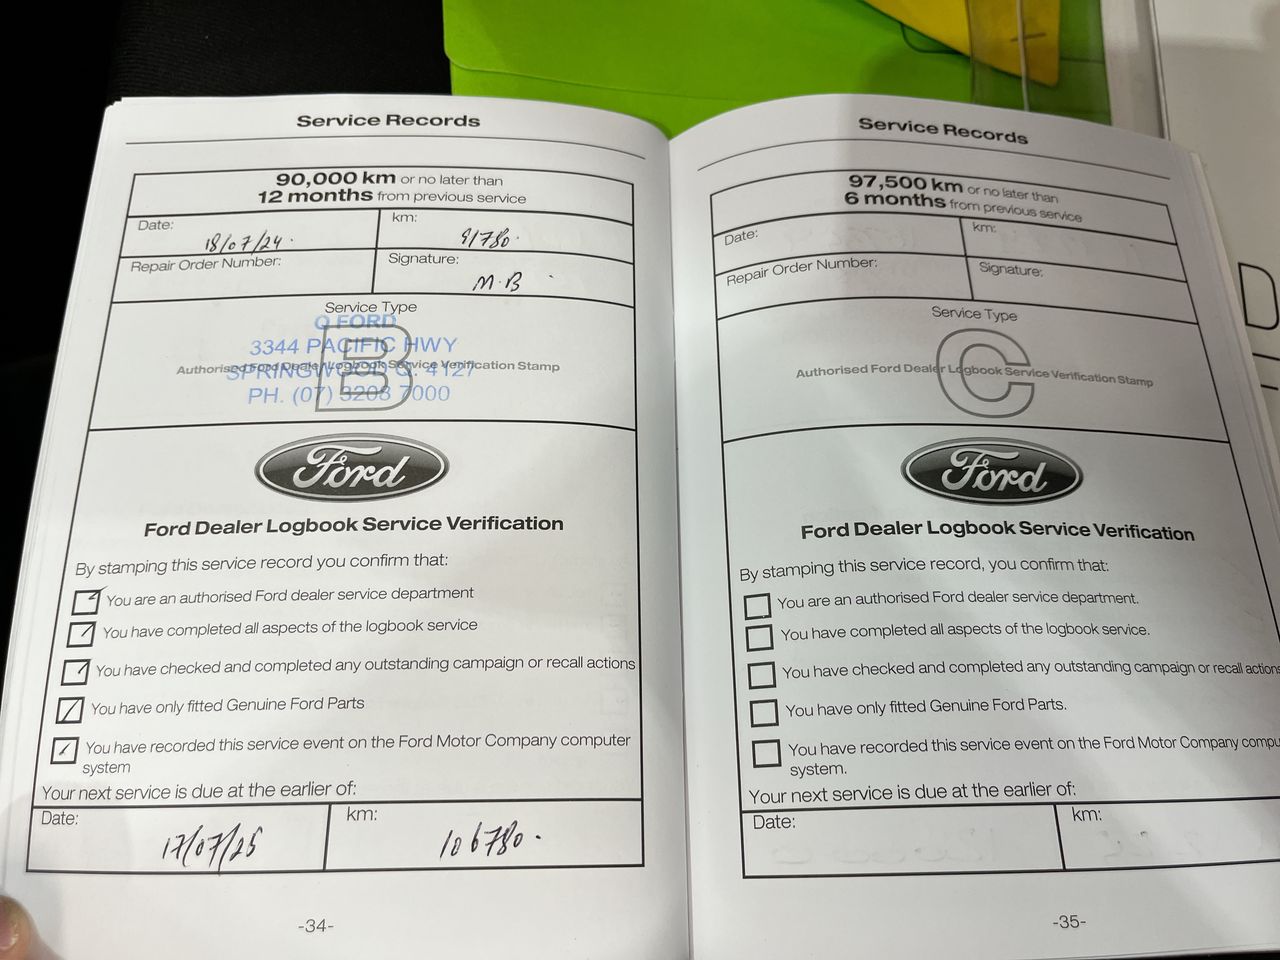 Service Records
90,000 km or no later than
12 months from previous service
Date:
18/07/24.
km:
91780.
Repair Order Number:
Signature:
M.B
Service Type
B
Authorised Ford Dealer Logbook Service Verification Stamp
Q FORD
3344 PACIFIC HWY
SPRINGWOOD 4127
PH. (07) 3208 7000
Ford
Ford Dealer Logbook Service Verification
By stamping this service record you confirm that:
You are an authorised Ford dealer service department
You have completed all aspects of the logbook service
You have checked and completed any outstanding campaign or recall actions
You have only fitted Genuine Ford Parts
You have recorded this service event on the Ford Motor Company computer
system
Your next service is due at the earlier of:
Date:
17/07/25
km:
106780.
-34-
Service Records
97,500 km or no later than
6 months from previous service
Date:
km:
Repair Order Number:
Signature:
Service Type
C
Authorised Ford Dealer Logbook Service Verification Stamp
Ford
Ford Dealer Logbook Service Verification
By stamping this service record, you confirm that:
You are an authorised Ford dealer service department.
You have completed all aspects of the logbook service.
You have checked and completed any outstanding campaign or recall actions
You have only fitted Genuine Ford Parts.
You have recorded this service event on the Ford Motor Company compu
system.
Your next service is due at the earlier of:
Date:
km:
-35-
D